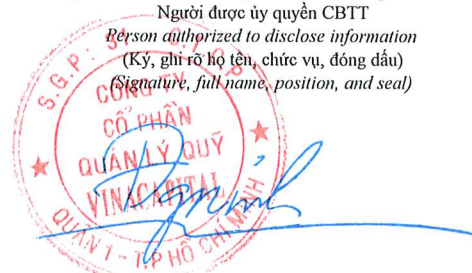 Người được ủy quyền CBTT
Person authorized to disclose information
(Ký, ghi rõ họ tên, chức vụ, đóng dấu)
(Signature, full name, position, and seal)
S.G.P: 31
C.T.C.P
CÔNG TY
CỔ PHẦN
QUẢN LÝ QUỸ
VINACAPITAL
QUẬN 1 - T.P HỒ CHÍ MINH